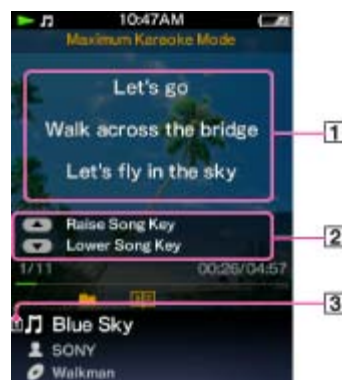 10:47AM
Maximum Karaoke Mode
Let's go
Walk across the bridge
1
Let's fly in the sky
Raise Song Key
2
Lower Song Key
1/11 00:26/04:57
3
Blue Sky
SONY
Walkman